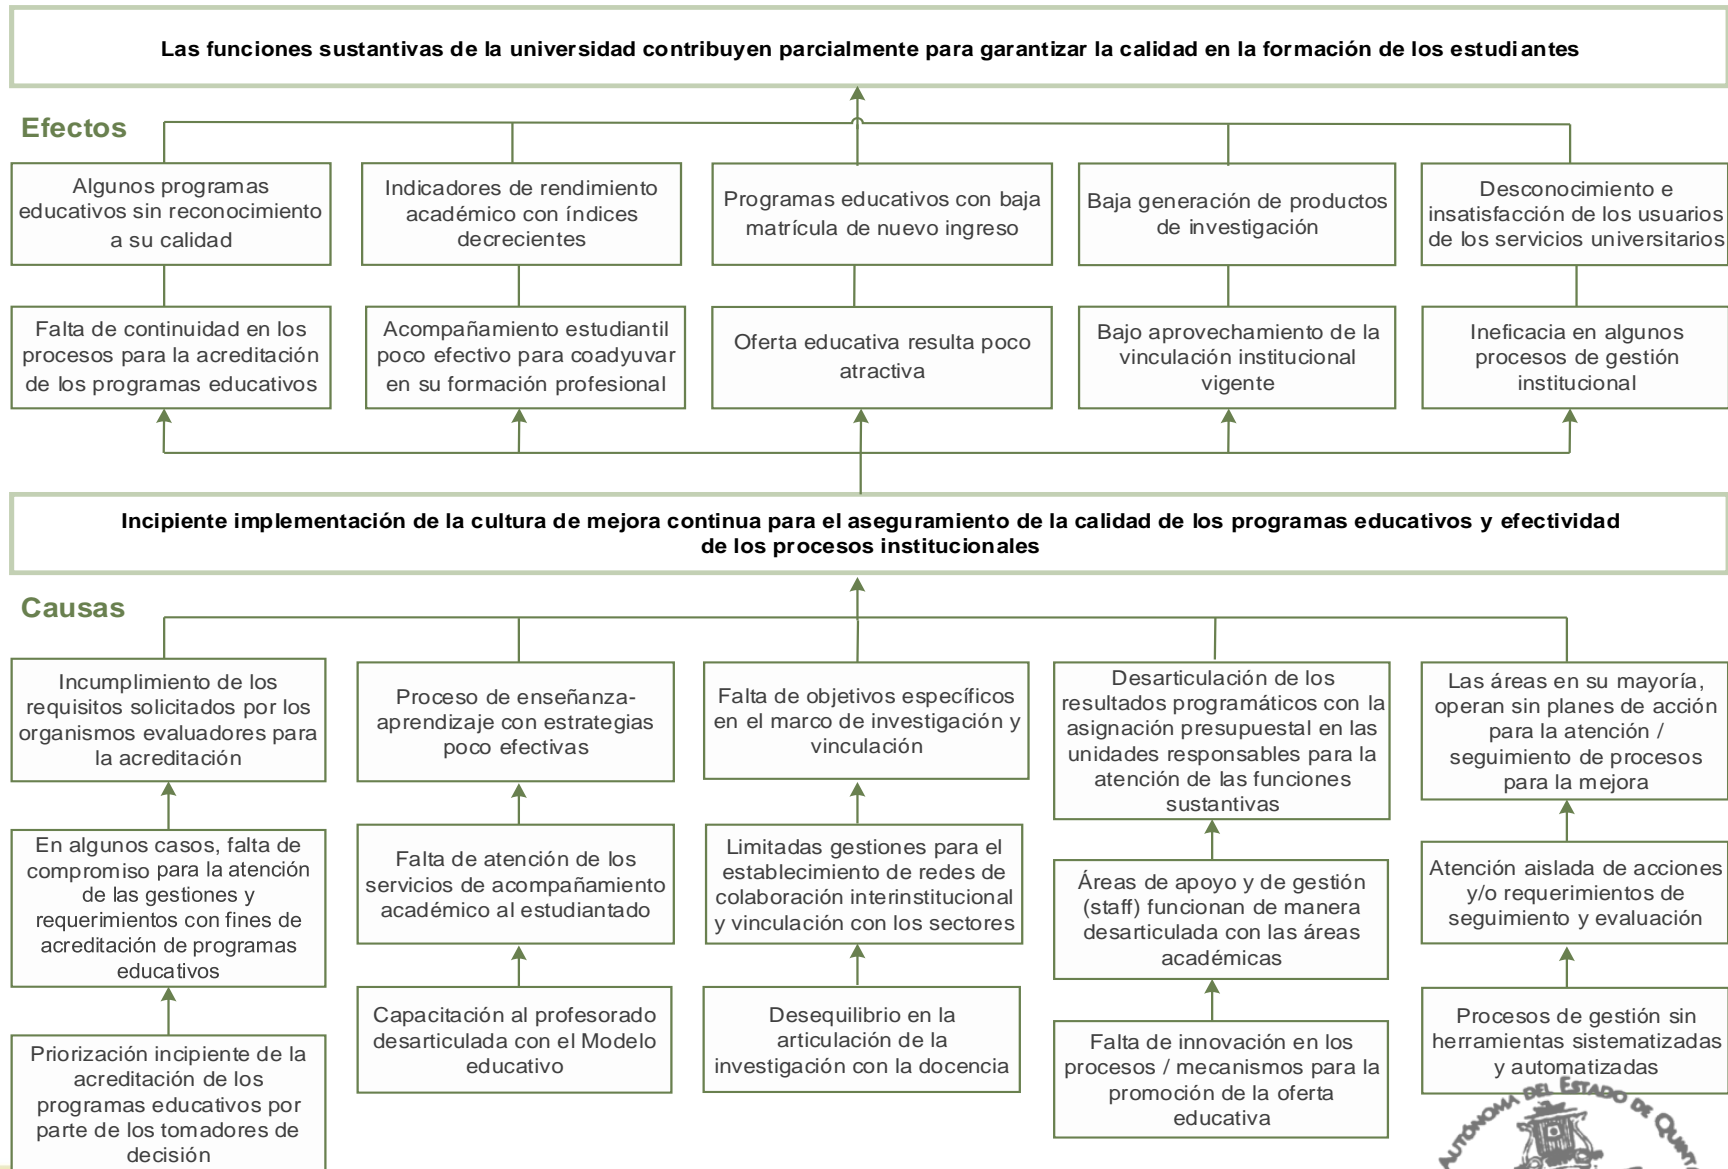 Las funciones sustantivas de la universidad contribuyen parcialmente para garantizar la calidad en la formación de los estudiantes
Efectos
Algunos programas
educativos sin reconocimiento
a su calidad
Indicadores de rendimiento
académico con índices
decrecientes
Programas educativos con baja
matrícula de nuevo ingreso
Baja generación de productos
de investigación
Desconocimiento e
insatisfacción de los usuarios
de los servicios universitarios
Falta de continuidad en los
procesos para la acreditación
de los programas educativos
Acompañamiento estudiantil
poco efectivo para coadyuvar
en su formación profesional
Oferta educativa resulta poco
atractiva
Bajo aprovechamiento de la
vinculación institucional
vigente
Ineficacia en algunos
procesos de gestión
institucional
Incipiente implementación de la cultura de mejora continua para el aseguramiento de la calidad de los programas educativos y efectividad
de los procesos institucionales
Causas
Incumplimiento de los
requisitos solicitados por los
organismos evaluadores para
la acreditación
Proceso de enseñanza-
aprendizaje con estrategias
poco efectivas
Falta de objetivos específicos
en el marco de investigación y
vinculación
Desarticulación de los
resultados programáticos con la
asignación presupuestal en las
unidades responsables para la
atención de las funciones
sustantivas
Las áreas en su mayoría,
operan sin planes de acción
para la atención /
seguimiento de procesos
para la mejora
En algunos casos, falta de
compromiso para la atención
de las gestiones y
requerimientos con fines de
acreditación de programas
educativos
Falta de atención de los
servicios de acompañamiento
académico al estudiantado
Limitadas gestiones para el
establecimiento de redes de
colaboración interinstitucional
y vinculación con los sectores
Áreas de apoyo y de gestión
(staff) funcionan de manera
desarticulada con las áreas
académicas
Atención aislada de acciones
y/o requerimientos de
seguimiento y evaluación
Priorización incipiente de la
acreditación de los
programas educativos por
parte de los tomadores de
decisión
Capacitación al profesorado
desarticulada con el Modelo
educativo
Desequilibrio en la
articulación de la
investigación con la docencia
Falta de innovación en los
procesos / mecanismos para la
promoción de la oferta
educativa
Procesos de gestión sin
herramientas sistematizadas
y automatizadas
AUTÓNOMA DEL ESTADO DE